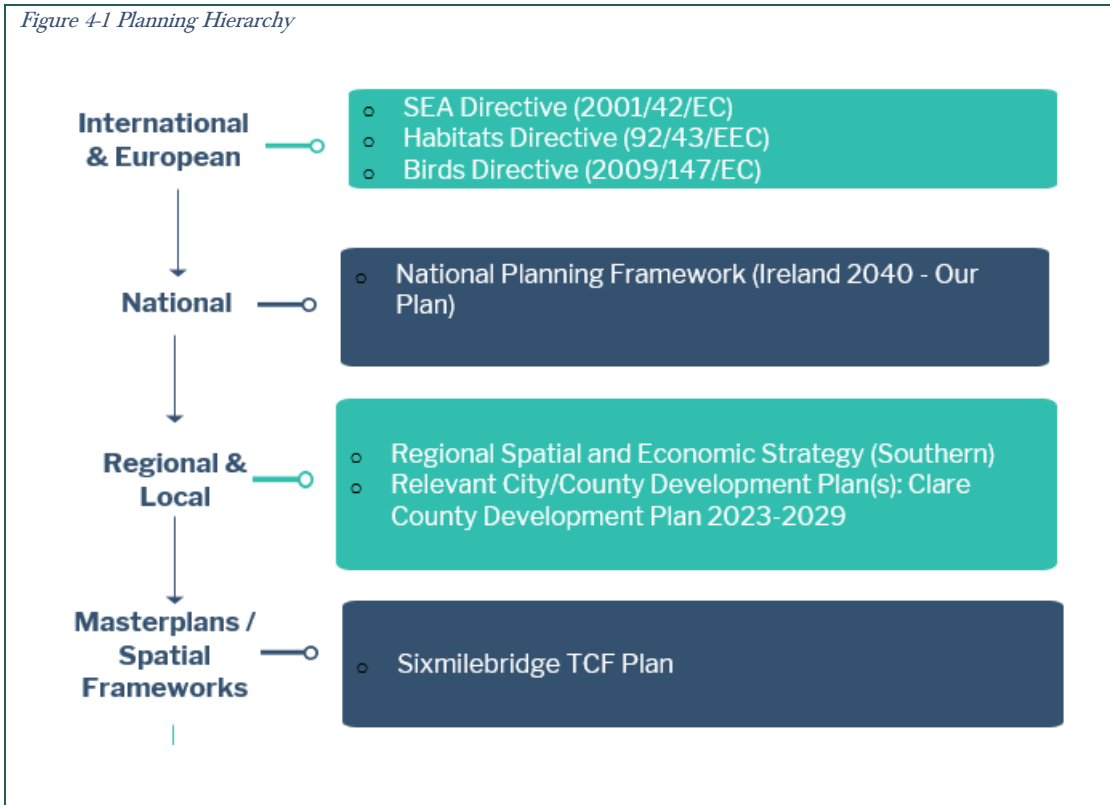 Figure 4-1 Planning Hierarchy
International
& European
o SEA Directive (2001/42/EC)
o Habitats Directive (92/43/EEC)
o Birds Directive (2009/147/EC)
National
o National Planning Framework (Ireland 2040 - Our
Plan)
Regional &
Local
o Regional Spatial and Economic Strategy (Southern)
o Relevant City/County Development Plan(s): Clare
County Development Plan 2023-2029
Masterplans /
Spatial
Frameworks
o Sixmilebridge TCF Plan